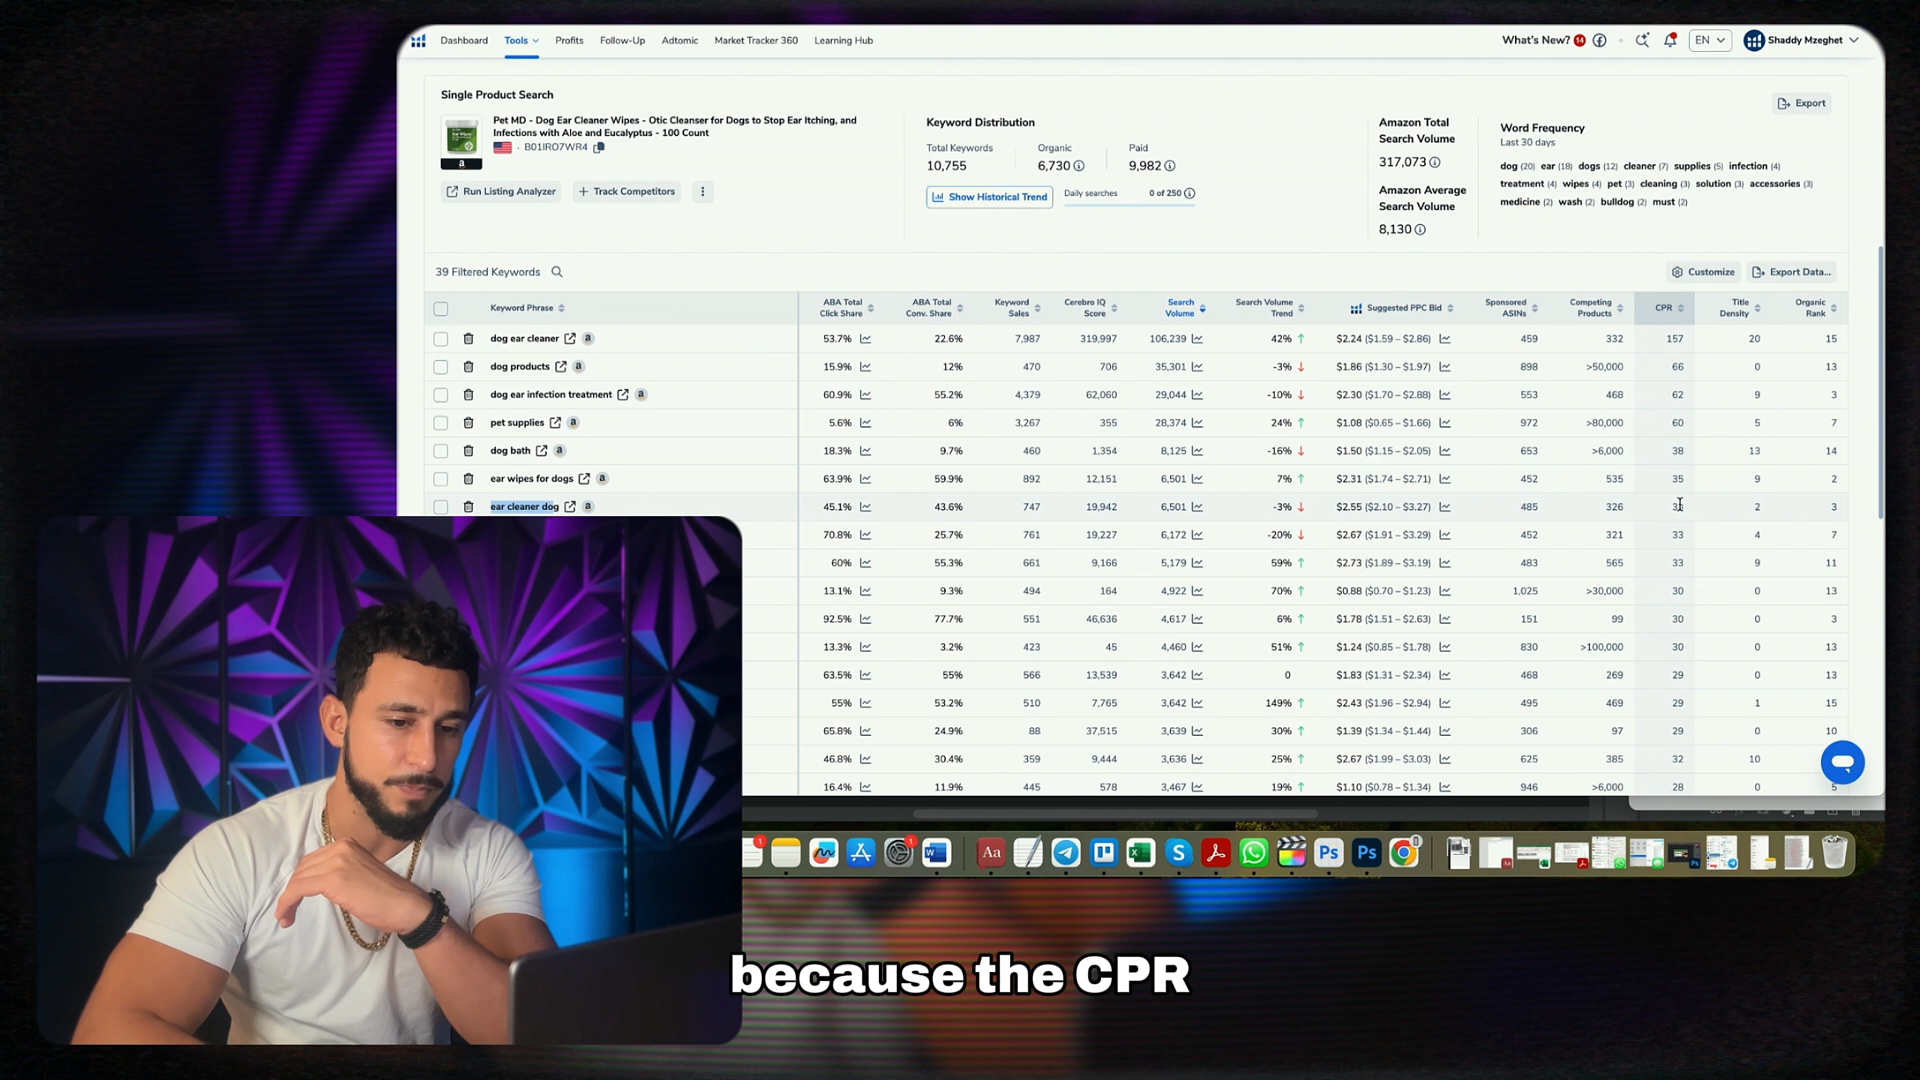 Dashboard Tools Profits Follow-Up Adtomic Market Tracker 360 Learning Hub What's New? 14 EN Shaddy Mzeghet
Single Product Search
Export
Pet MD - Dog Ear Cleaner Wipes - Otic Cleanser for Dogs to Stop Ear Itching, and
Infections with Aloe and Eucalyptus - 100 Count
B01IRO7WR4
Run Listing Analyzer + Track Competitors
Keyword Distribution
Total Keywords Organic Paid
10,755 6,730 9,982
Show Historical Trend Daily searches 0 of 250
Amazon Total
Search Volume
317,073
Amazon Average
Search Volume
8,130
Word Frequency
Last 30 days
dog (20) ear (18) dogs (12) cleaner (7) supplies (5) infection (4)
treatment (4) wipes (4) pet (3) cleaning (3) solution (3) accessories (3)
medicine (2) wash (2) bulldog (2) must (2)
39 Filtered Keywords Customize Export Data...
Keyword Phrase ABA Total Click Share ABA Total Conv. Share Keyword Sales Cerebro IQ Score Search Volume Search Volume Trend Suggested PPC Bid Sponsored ASINs Competing Products CPR Title Density Organic Rank
dog ear cleaner a 53.7% 22.6% 7,987 319,997 106,239 42% ↑ $2.24 ($1.59 – $2.86) 459 332 157 20 15
dog products a 15.9% 12% 470 706 35,301 -3% ↓ $1.86 ($1.30 – $1.97) 898 >50,000 66 0 13
dog ear infection treatment a 60.9% 55.2% 4,379 62,060 29,044 -10% ↓ $2.30 ($1.70 – $2.88) 553 468 62 9 3
pet supplies a 5.6% 6% 3,267 355 28,374 24% ↑ $1.08 ($0.65 – $1.66) 972 >80,000 60 5 7
dog bath a 18.3% 9.7% 460 1,354 8,125 -16% ↓ $1.50 ($1.15 – $2.05) 653 >6,000 38 13 14
ear wipes for dogs a 63.9% 59.9% 892 12,151 6,501 7% ↑ $2.31 ($1.74 – $2.71) 452 535 35 9 2
ear cleaner dog a 45.1% 43.6% 747 19,942 6,501 -3% ↓ $2.55 ($2.10 – $3.27) 485 326 2 3
70.8% 25.7% 761 19,227 6,172 -20% ↓ $2.67 ($1.91 – $3.29) 452 321 33 4 7
60% 55.3% 661 9,166 5,179 59% ↑ $2.73 ($1.89 – $3.19) 483 565 33 9 11
13.1% 9.3% 494 164 4,922 70% ↑ $0.88 ($0.70 – $1.23) 1,025 >30,000 30 0 13
92.5% 77.7% 551 46,636 4,617 6% ↑ $1.78 ($1.51 – $2.63) 151 99 30 0 3
13.3% 3.2% 423 45 4,460 51% ↑ $1.24 ($0.85 – $1.78) 830 >100,000 30 0 13
63.5% 55% 566 13,539 3,642 0 $1.83 ($1.31 – $2.34) 468 269 29 0 13
55% 53.2% 510 7,765 3,642 149% ↑ $2.43 ($1.96 – $2.94) 495 469 29 1 15
65.8% 24.9% 88 37,515 3,639 30% ↑ $1.39 ($1.34 – $1.44) 306 97 29 0 10
46.8% 30.4% 359 9,444 3,636 25% ↑ $2.67 ($1.99 – $3.03) 625 385 32 10
16.4% 11.9% 445 578 3,467 19% ↑ $1.10 ($0.78 – $1.34) 946 >6,000 28 0 5
1 1 W Aa X S Ps Ps
because the CPR